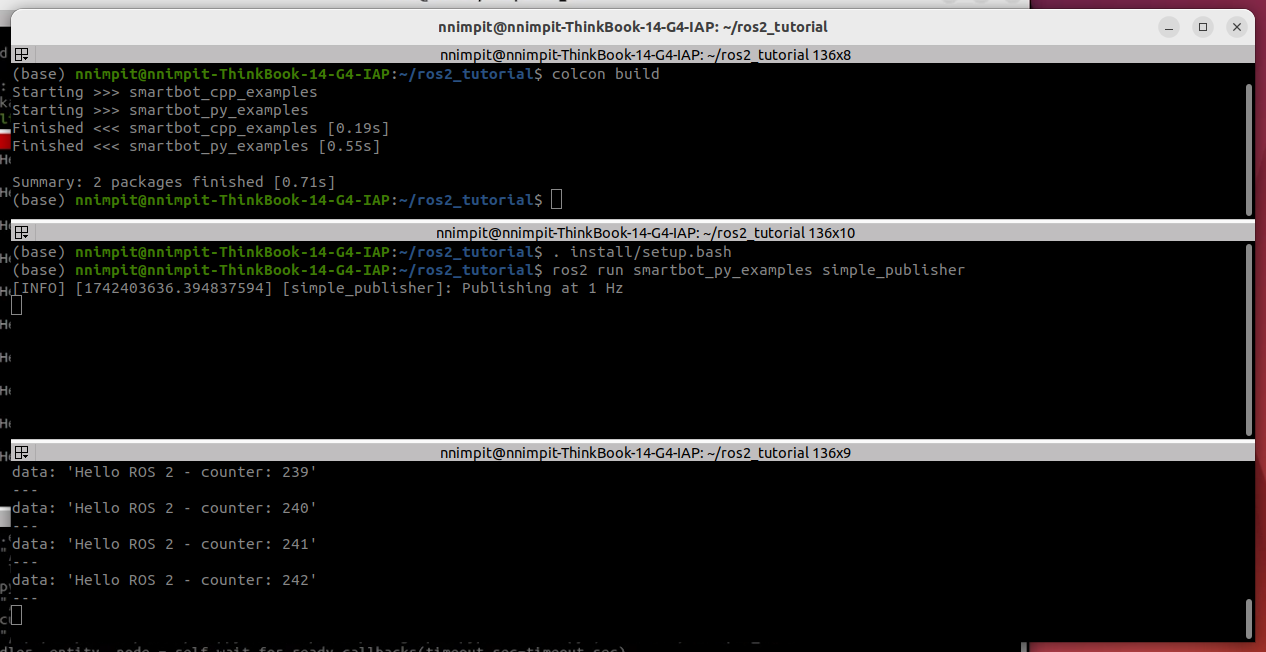 nnimpit@nnimpit-ThinkBook-14-G4-IAP: ~/ros2_tutorial
nnimpit@nnimpit-ThinkBook-14-G4-IAP: ~/ros2_tutorial 136x8
(base) nnimpit@nnimpit-ThinkBook-14-G4-IAP:~/ros2_tutorial$ colcon build
Starting >>> smartbot_cpp_examples
Starting >>> smartbot_py_examples
Finished <<< smartbot_cpp_examples [0.19s]
Finished <<< smartbot_py_examples [0.55s]
Summary: 2 packages finished [0.71s]
(base) nnimpit@nnimpit-ThinkBook-14-G4-IAP:~/ros2_tutorial$
nnimpit@nnimpit-ThinkBook-14-G4-IAP: ~/ros2_tutorial 136x10
(base) nnimpit@nnimpit-ThinkBook-14-G4-IAP:~/ros2_tutorial$ . install/setup.bash
(base) nnimpit@nnimpit-ThinkBook-14-G4-IAP:~/ros2_tutorial$ ros2 run smartbot_py_examples simple_publisher
[INFO] [1742403636.394837594] [simple_publisher]: Publishing at 1 Hz
nnimpit@nnimpit-ThinkBook-14-G4-IAP: ~/ros2_tutorial 136x9
data: 'Hello ROS 2 - counter: 239'
---
data: 'Hello ROS 2 - counter: 240'
---
data: 'Hello ROS 2 - counter: 241'
---
data: 'Hello ROS 2 - counter: 242'
---